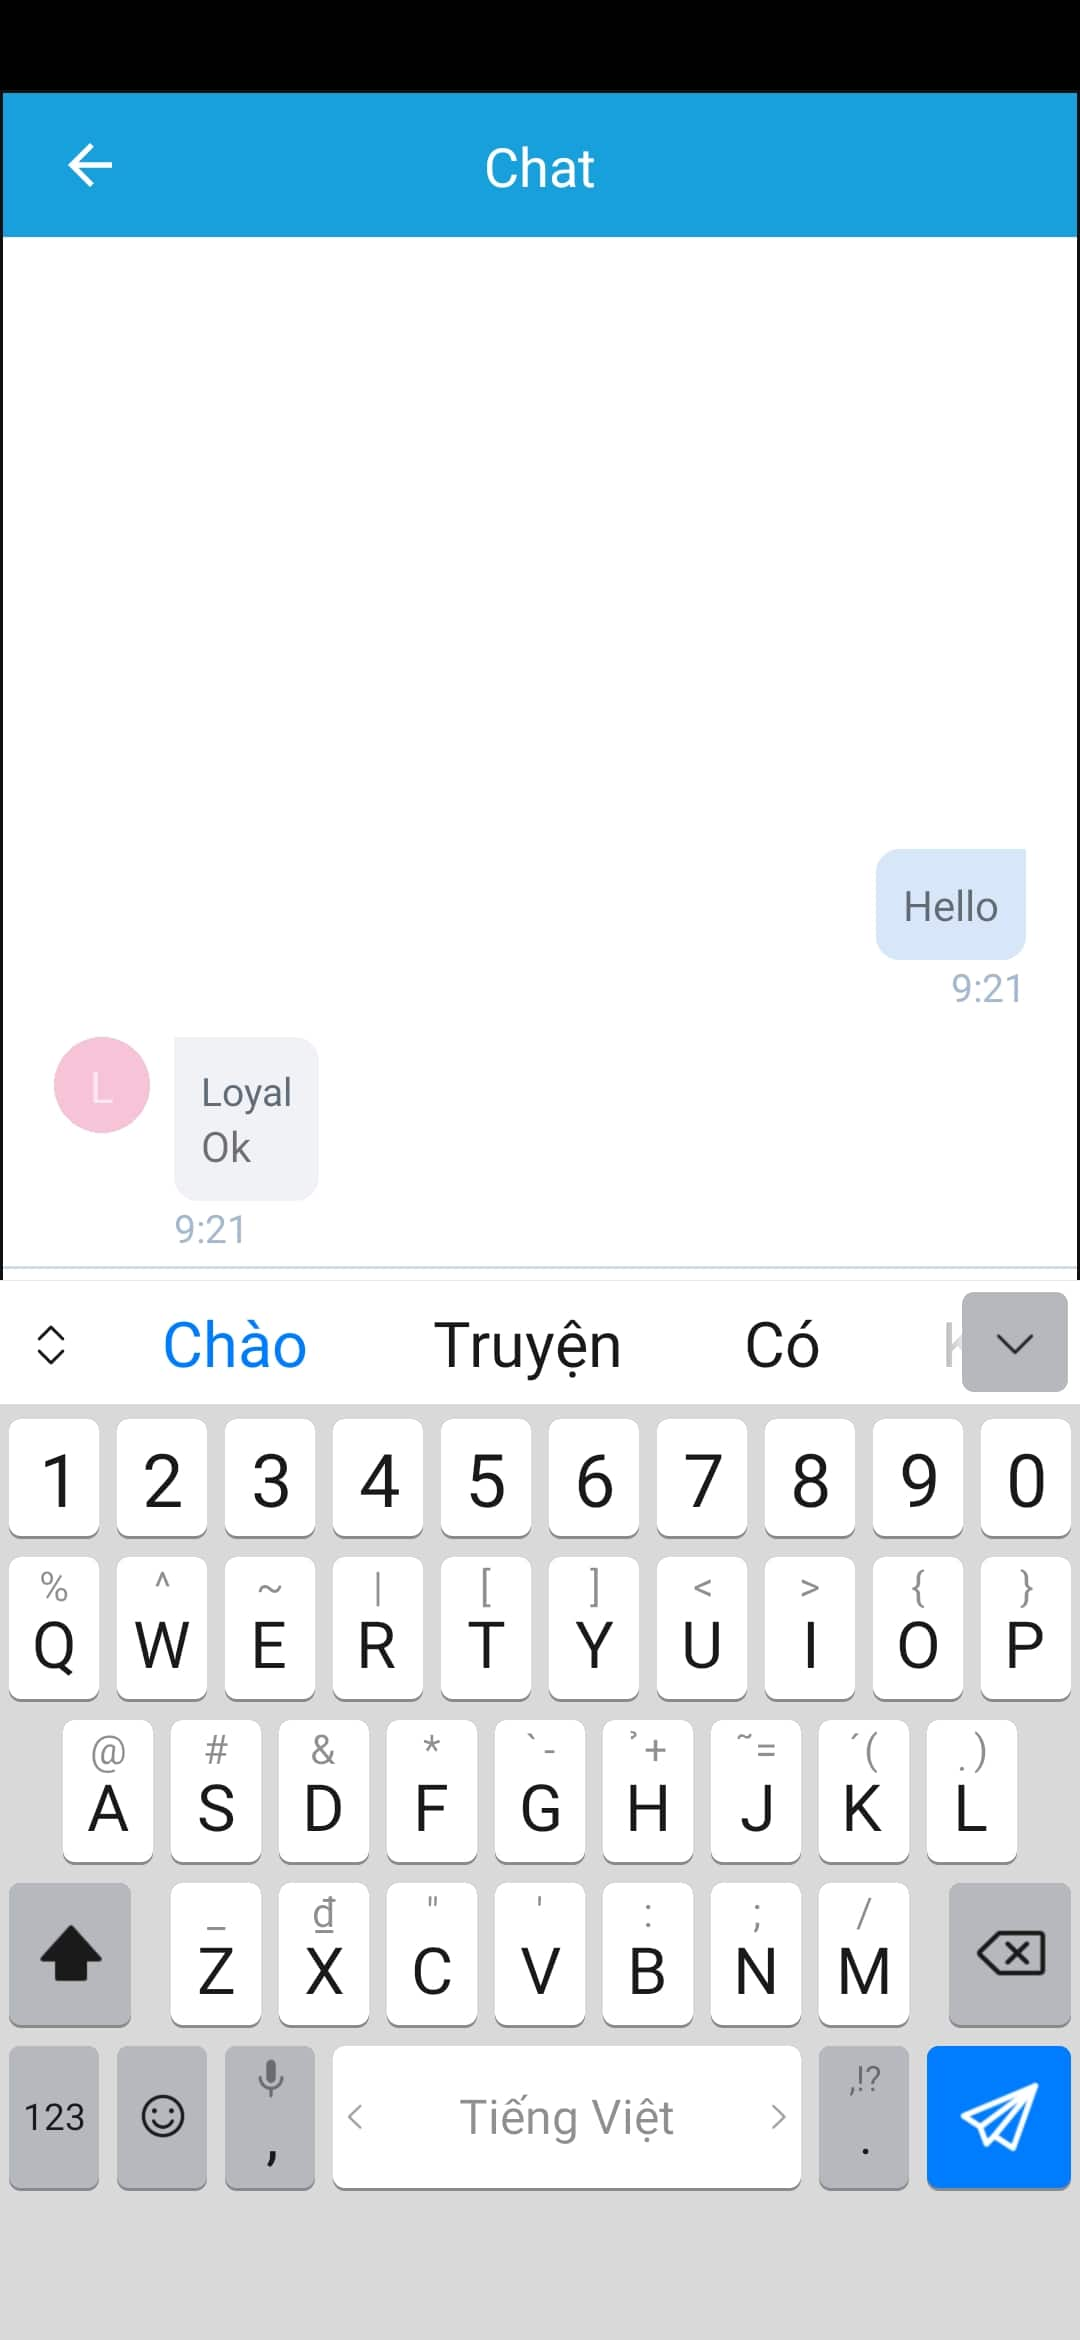 Chat
Hello
9:21
L
Loyal
Ok
9:21
Chào Truyện Có
1 2 3 4 5 6 7 8 9 0
% ^ ~ | [ ] < > { }
Q W E R T Y U I O P
@ # & * ` - ̉ + ~ = ´ ( . )
A S D F G H J K L
_ đ " ' : ; /
Z X C V B N M
,!?
123 , < Tiếng Việt > .